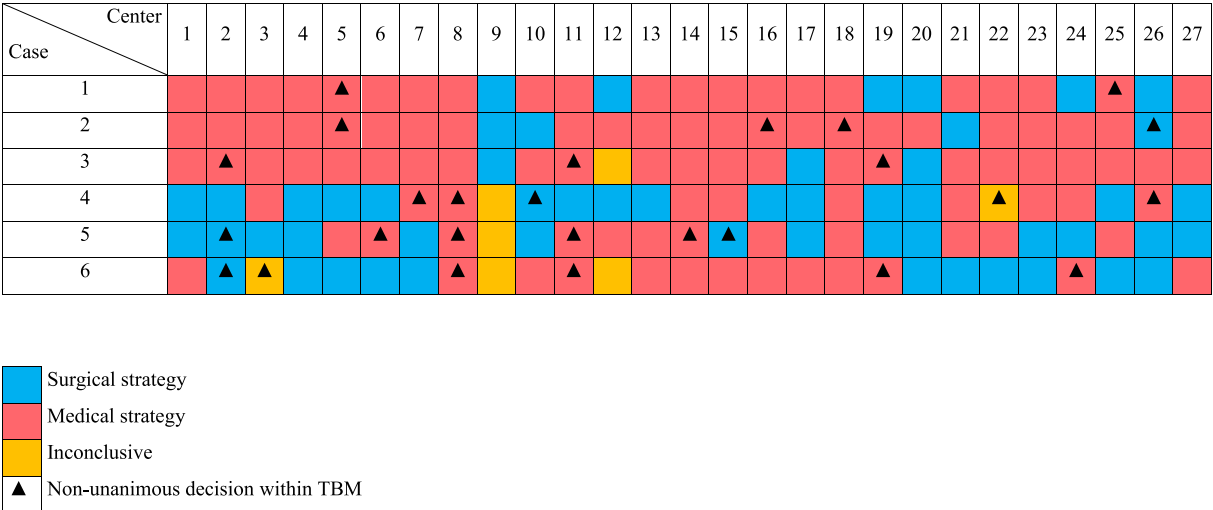 Center
Case
1 2 3 4 5 6 7 8 9 10 11 12 13 14 15 16 17 18 19 20 21 22 23 24 25 26 27
1
2
3
4
5
6
Surgical strategy
Medical strategy
Inconclusive
Non-unanimous decision within TBM